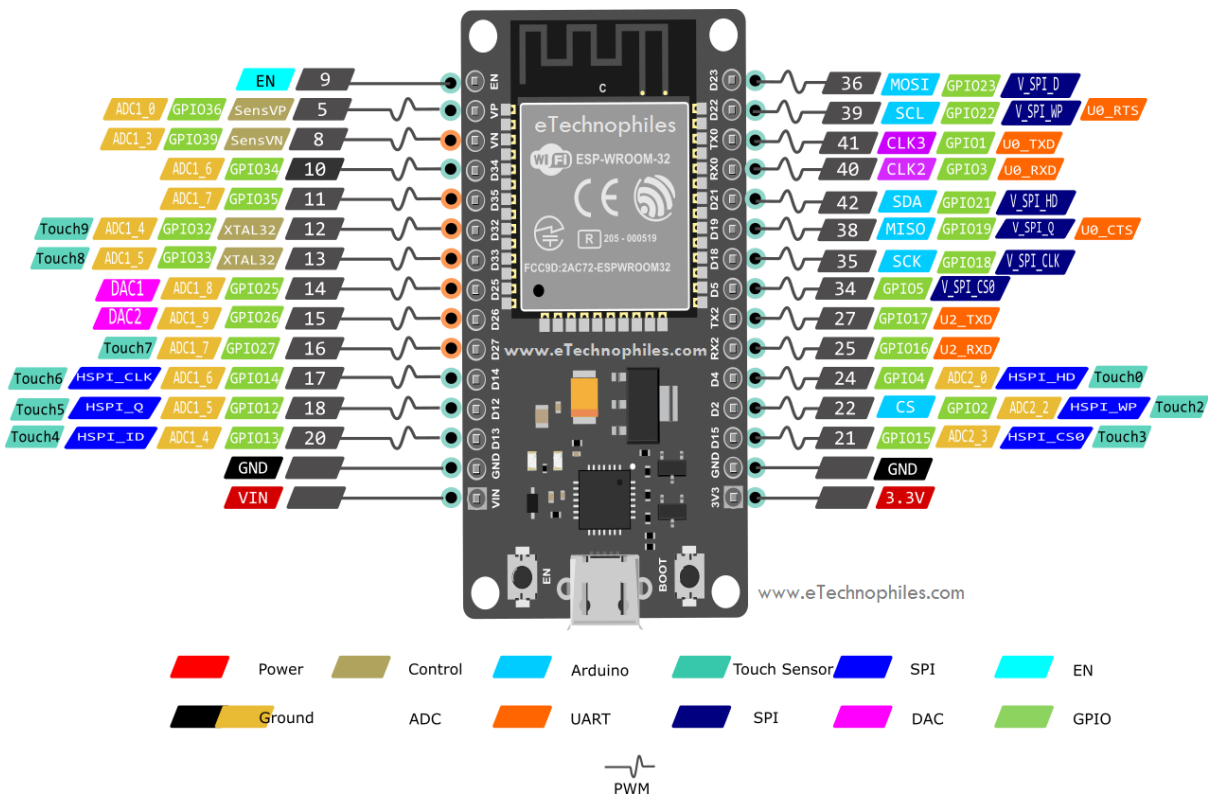 EN 9 EN D23 36 MOSI GPIO23 V_SPI_D
ADC1_0 GPIO36 SensVP 5 VP D22 39 SCL GPIO22 V_SPI_WP U0_RTS
ADC1_3 GPIO39 SensVN 8 VN TX0 41 CLK3 GPIO1 U0_TXD
ADC1_6 GPIO34 10 D34 RX0 40 CLK2 GPIO3 U0_RXD
ADC1_7 GPIO35 11 D35 D21 42 SDA GPIO21 V_SPI_HD
Touch9 ADC1_4 GPIO32 XTAL32 12 D32 D19 38 MISO GPIO19 V_SPI_Q U0_CTS
Touch8 ADC1_5 GPIO33 XTAL32 13 D33 D18 35 SCK GPIO18 V_SPI_CLK
DAC1 ADC1_8 GPIO25 14 D25 D5 34 GPIO5 V_SPI_CS0
DAC2 ADC1_9 GPIO26 15 D26 TX2 27 GPIO17 U2_TXD
Touch7 ADC1_7 GPIO27 16 D27 RX2 25 GPIO16 U2_RXD
Touch6 HSPI_CLK ADC1_6 GPIO14 17 D14 D4 24 GPIO4 ADC2_0 HSPI_HD Touch0
Touch5 HSPI_Q ADC1_5 GPIO12 18 D12 D2 22 CS GPIO2 ADC2_2 HSPI_WP Touch2
Touch4 HSPI_ID ADC1_4 GPIO13 20 D13 D15 21 GPIO15 ADC2_3 HSPI_CS0 Touch3
GND GND GND GND
VIN VIN 3V3 3.3V
C
eTechnophiles
WiFi ESP-WROOM-32
CE
R 205 - 000519
FCC9D:2AC72-ESPWROOM32
www.eTechnophiles.com
EN BOOT
www.eTechnophiles.com
Power Control Arduino Touch Sensor SPI EN
Ground ADC UART SPI DAC GPIO
PWM